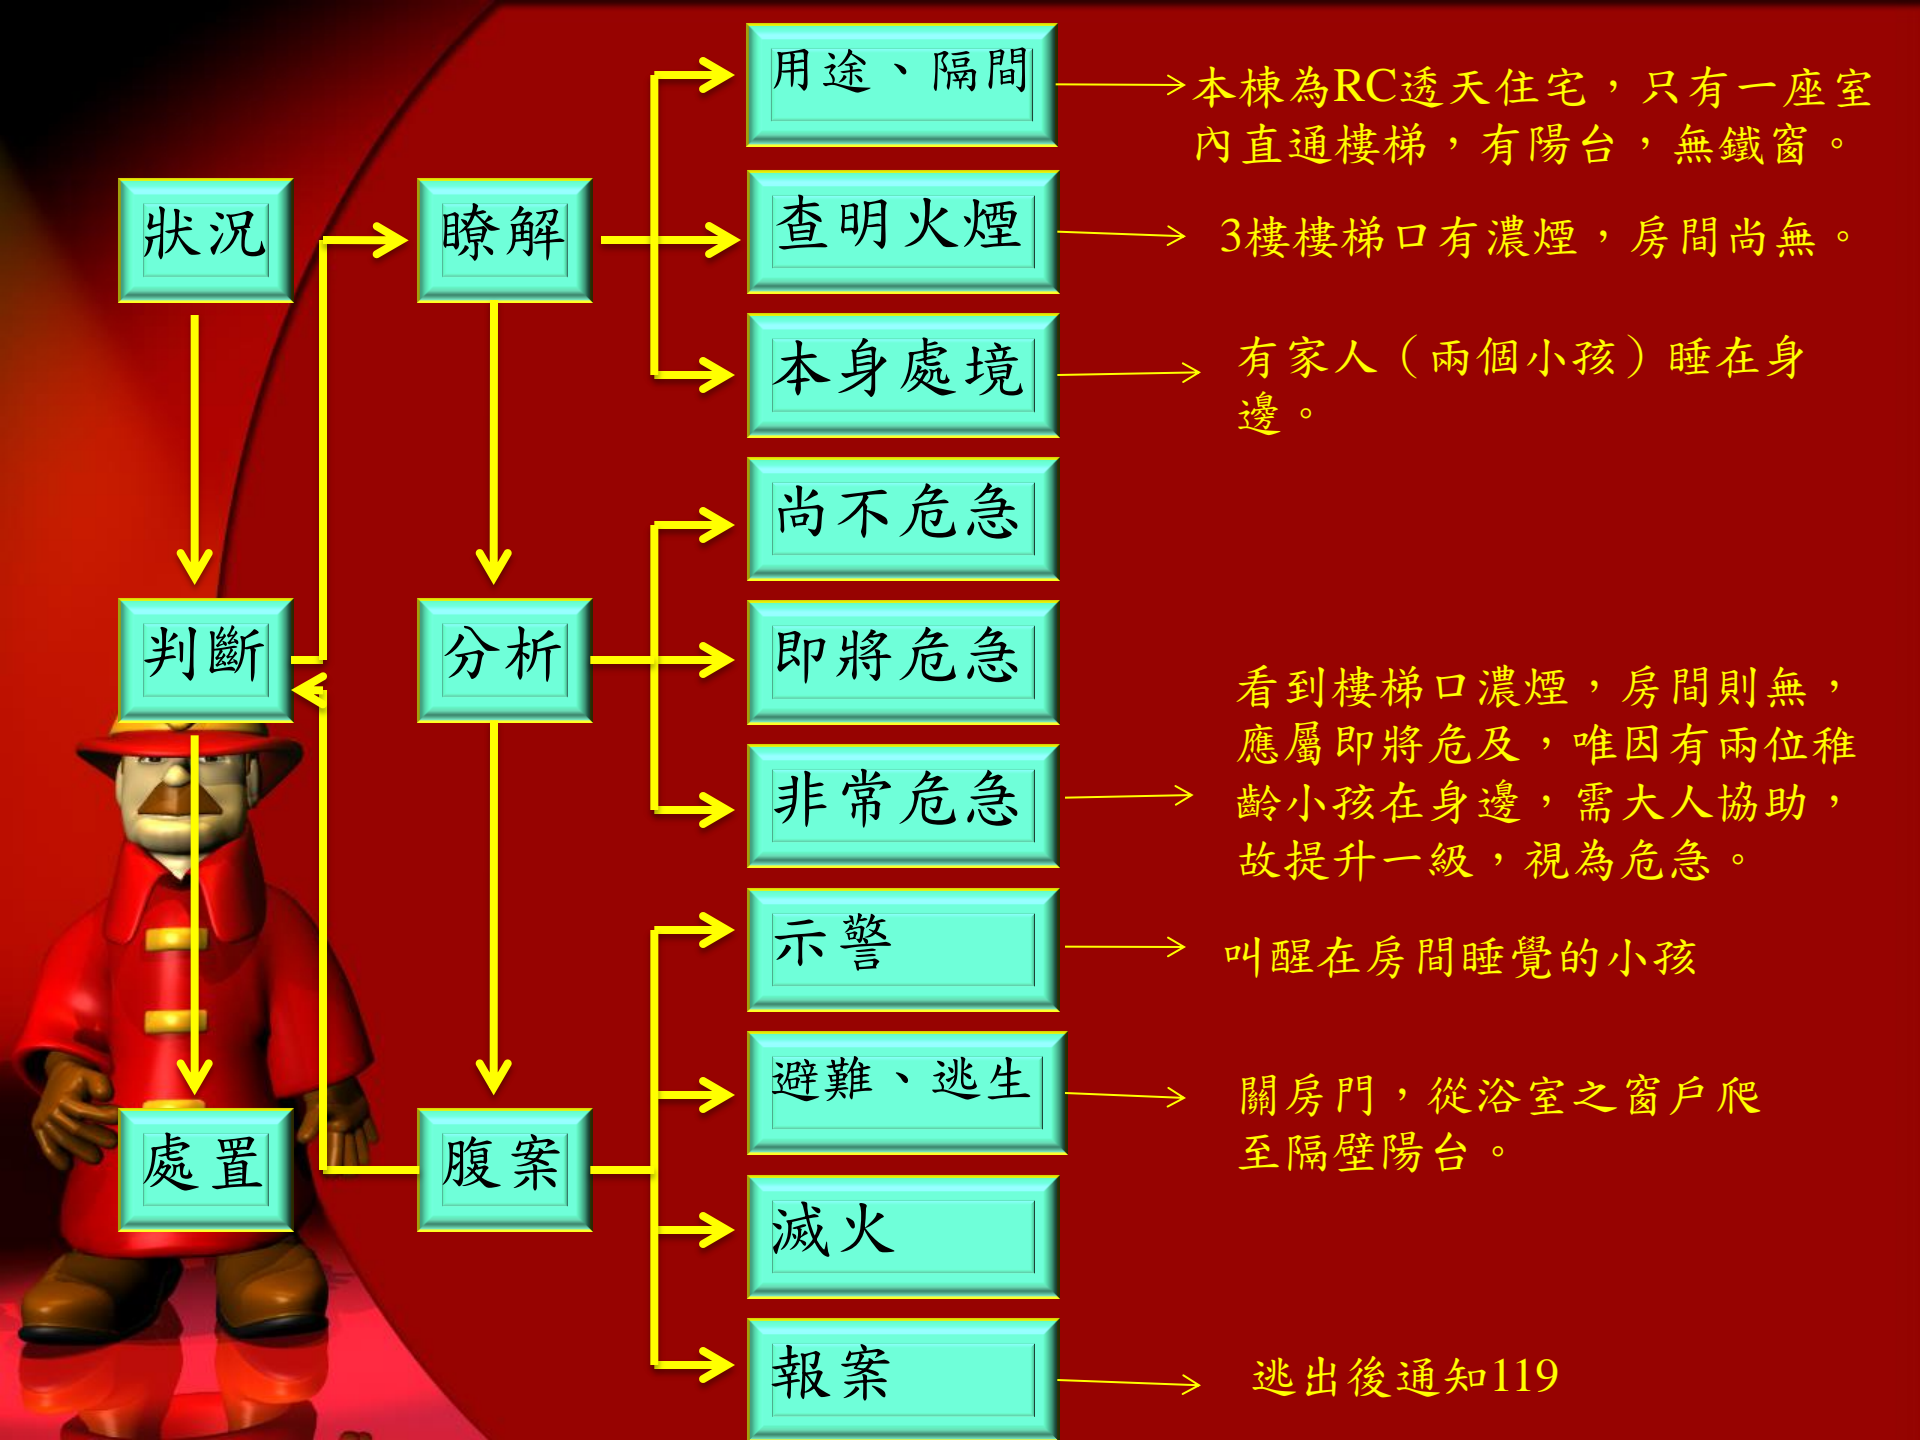 用途、隔間
本棟為RC透天住宅，只有一座室
內直通樓梯，有陽台，無鐵窗。
狀況
瞭解
查明火煙
3樓樓梯口有濃煙，房間尚無。
本身處境
有家人（兩個小孩）睡在身
邊。
尚不危急
判斷
分析
即將危急
非常危急
看到樓梯口濃煙，房間則無，
應屬即將危及，唯因有兩位稚
齡小孩在身邊，需大人協助，
故提升一級，視為危急。
示警
叫醒在房間睡覺的小孩
避難、逃生
關房門，從浴室之窗戶爬
至隔壁陽台。
處置
腹案
滅火
報案
逃出後通知119